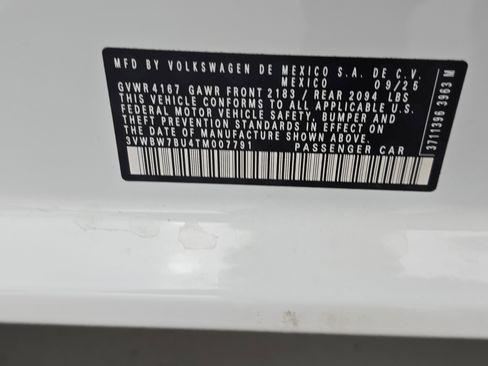 MFD BY VOLKSWAGEN DE MEXICO S.A. DE C.V.
MEXICO 09/25
GVWR 4167 GAWR FRONT 2183 / REAR 2094 LBS
THIS VEHICLE CONFORMS TO ALL APPLICABLE U.S.
FEDERAL MOTOR VEHICLE SAFETY, BUMPER AND
THEFT PREVENTION STANDARDS IN EFFECT ON
THE DATE OF MANUFACTURE SHOWN ABOVE.
3VWBW7BU4TM007791 PASSENGER CAR
3711396 3963 M